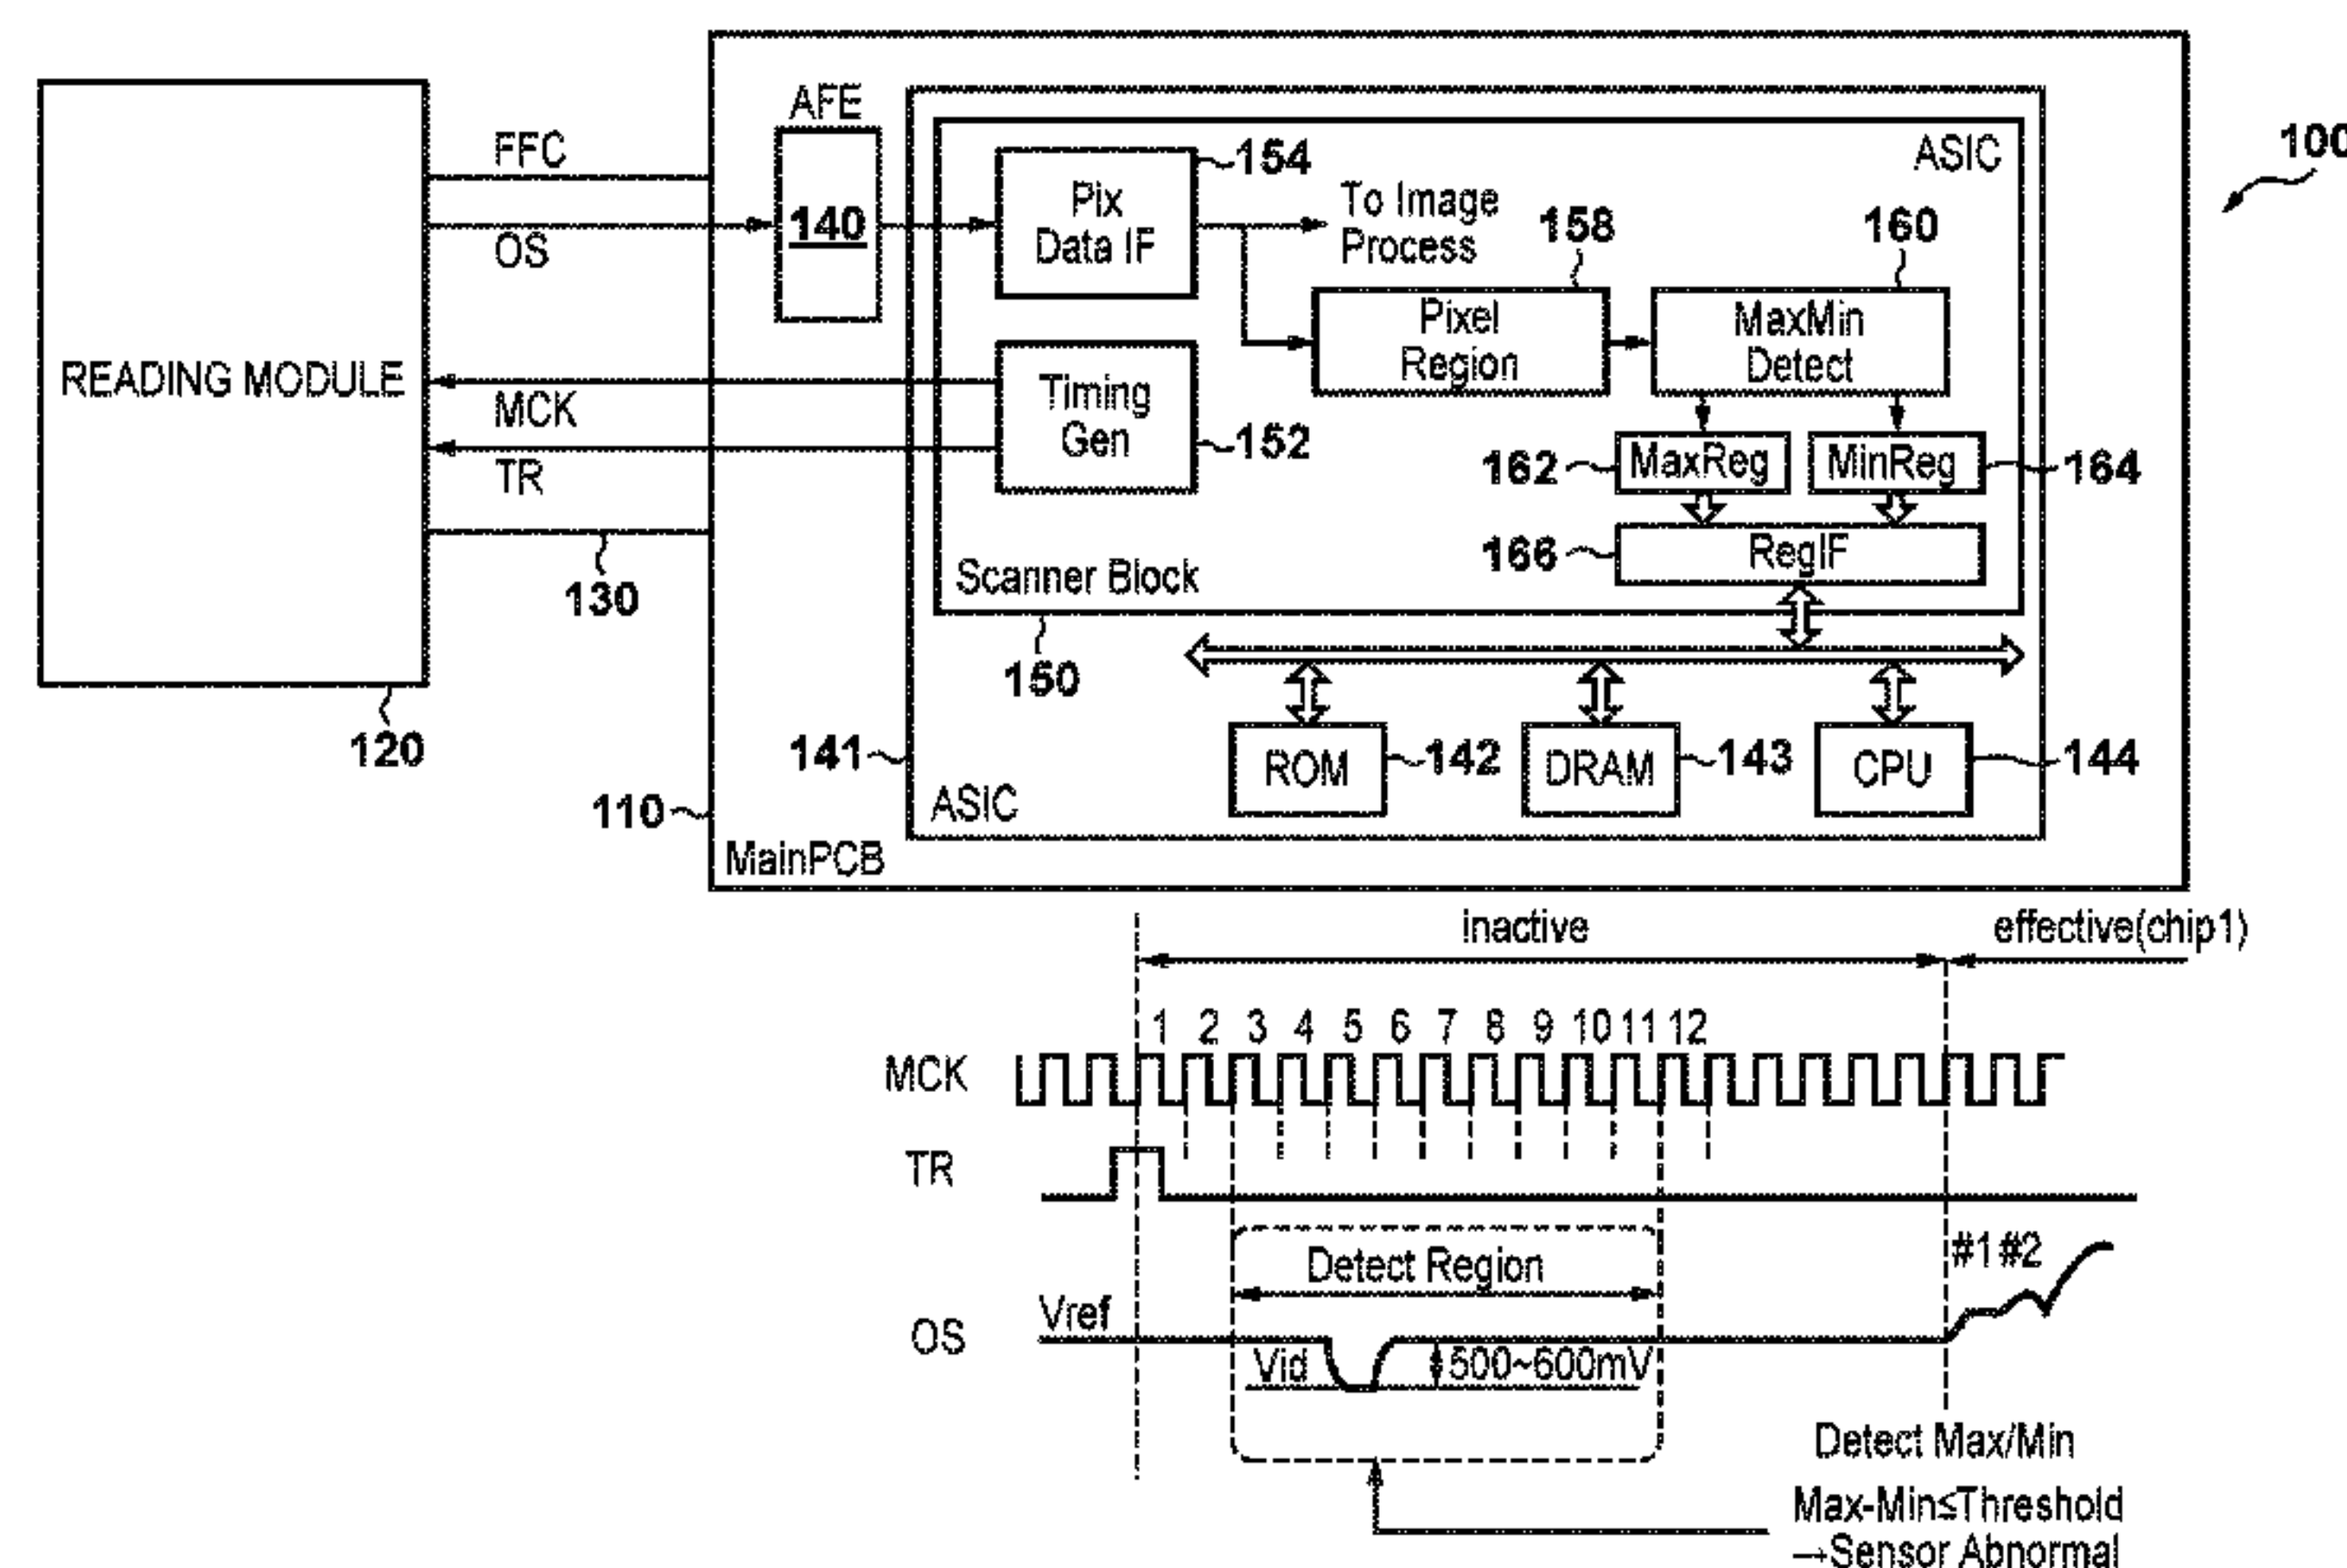 100
AFE
FFC
OS
140
154
Pix
Data IF
To Image
Process
ASIC
158
160
Pixel
Region
MaxMin
Detect
READING MODULE
MCK
TR
Timing
Gen
152
162
MaxReg
MinReg
164
166
RegIF
130
Scanner Block
150
120
141
ROM
142
DRAM
143
CPU
144
110
ASIC
MainPCB
inactive
effective(chip1)
1 2 3 4 5 6 7 8 9 10 11 12
MCK
TR
Detect Region
#1 #2
Vref
OS
Vid
500~600mV
Detect Max/Min
Max-Min≤Threshold
→Sensor Abnormal